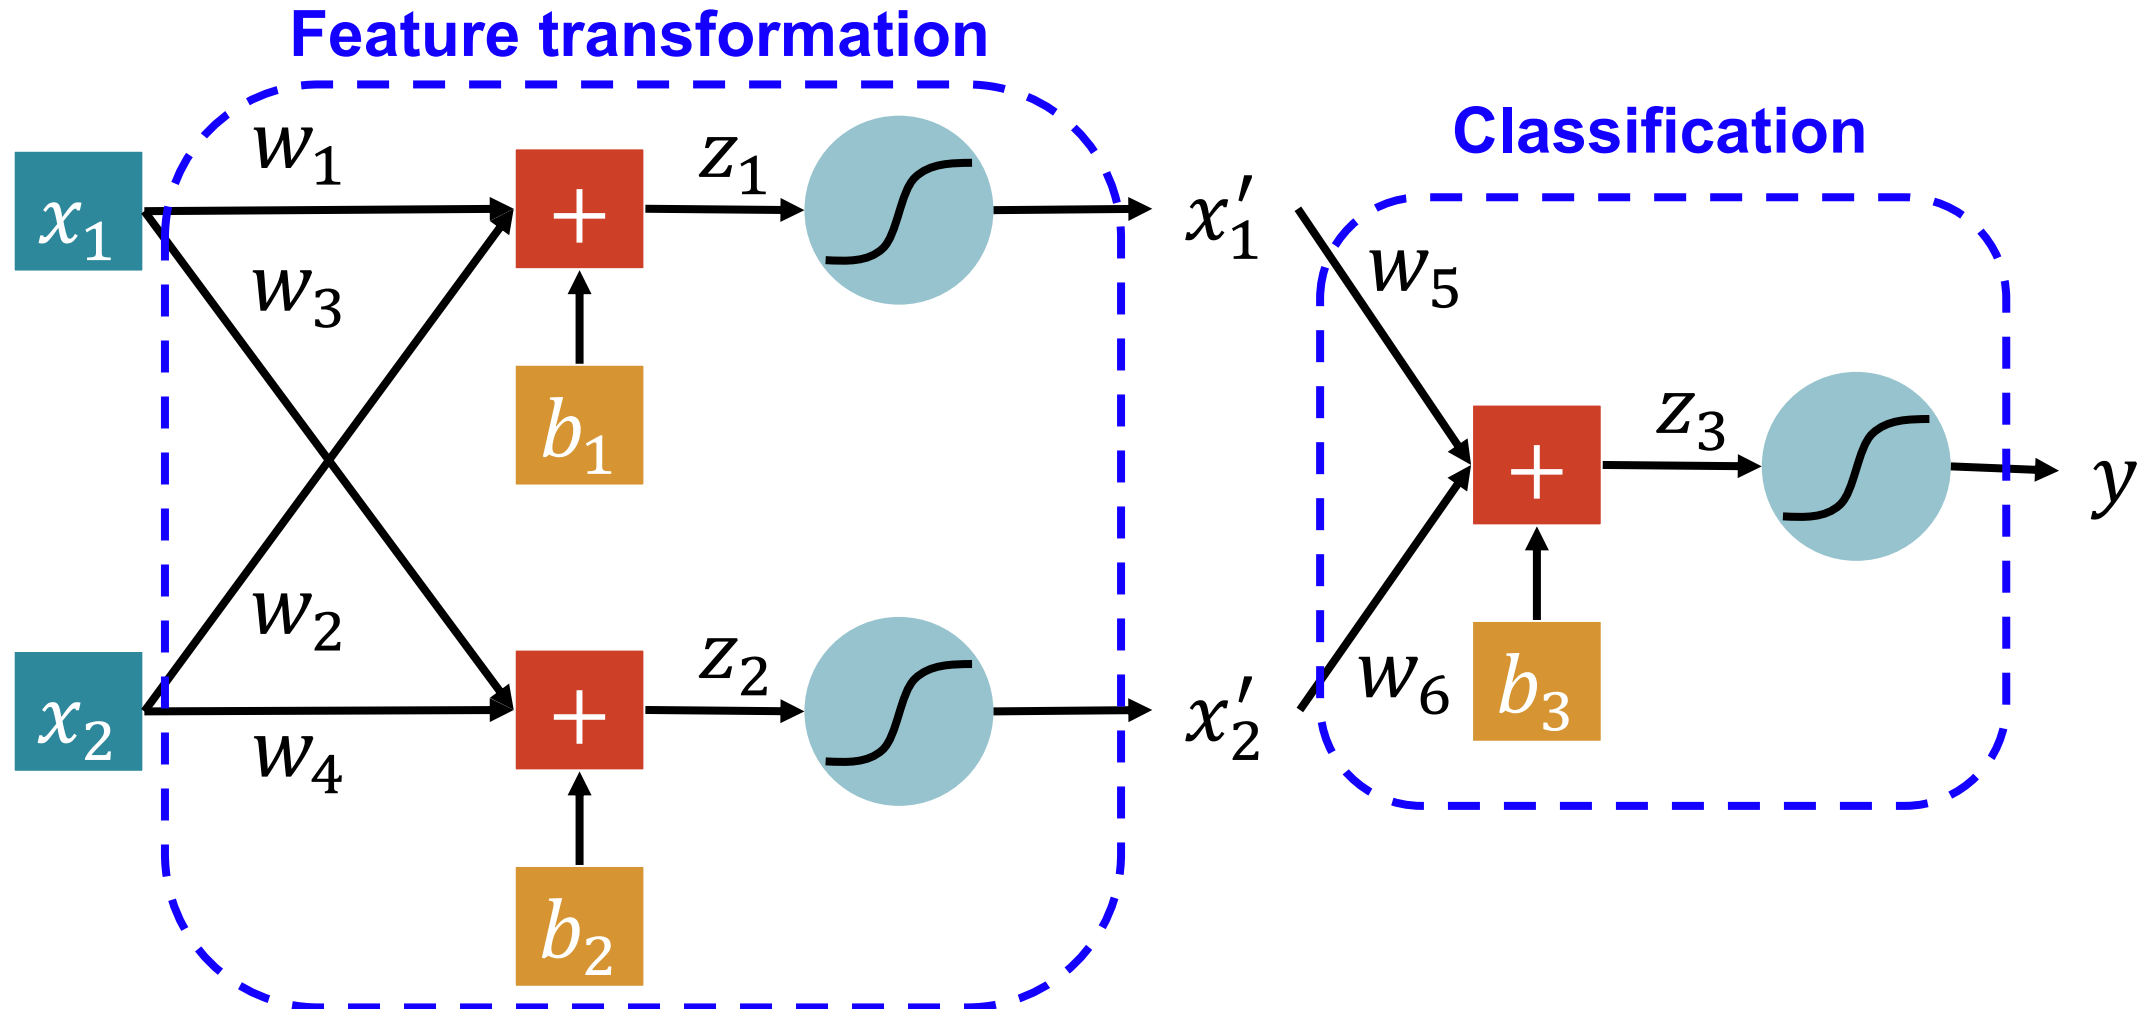 Feature transformation
Classification
x₁
w₁
+
z₁
x′₁
w₃
b₁
w₅
+
z₃
y
w₂
x₂
w₄
+
z₂
x′₂
w₆
b₃
b₂